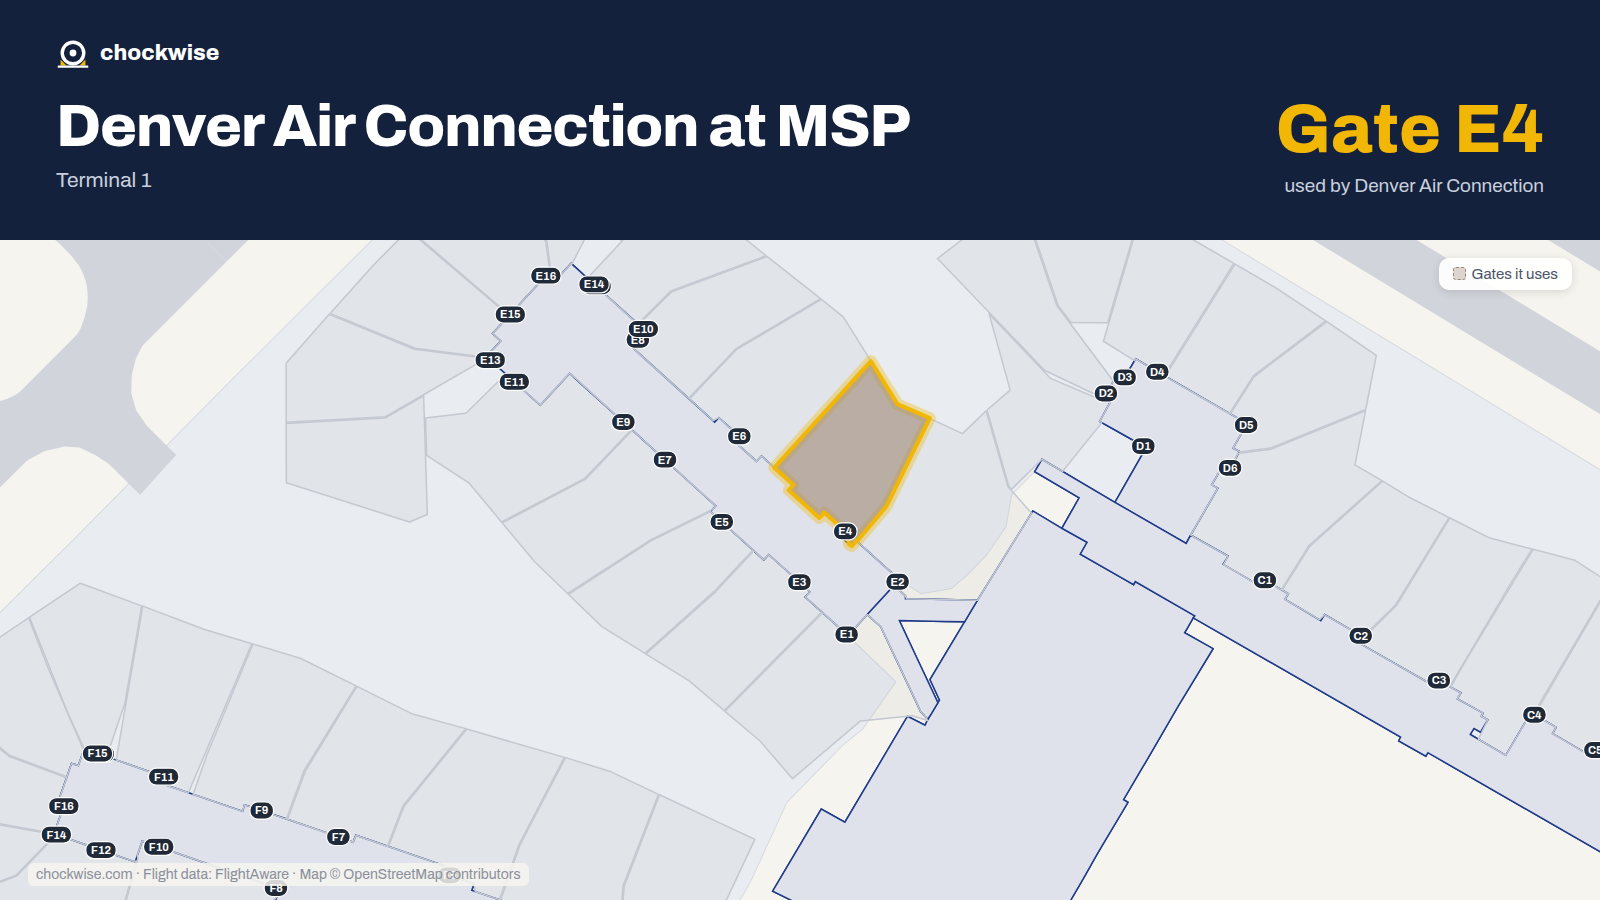 chockwise
Denver Air Connection at MSP
Terminal 1
Gate E4
used by Denver Air Connection
Gates it uses
E16
E14
E15
E10
E8
E13
E11
E9
E6
E7
E5
E4
E3
E2
E1
D3
D4
D2
D5
D1
D6
C1
C2
C3
C4
C5
F15
F11
F16
F9
F14
F7
F12
F10
F8
chockwise.com · Flight data: FlightAware · Map © OpenStreetMap contributors